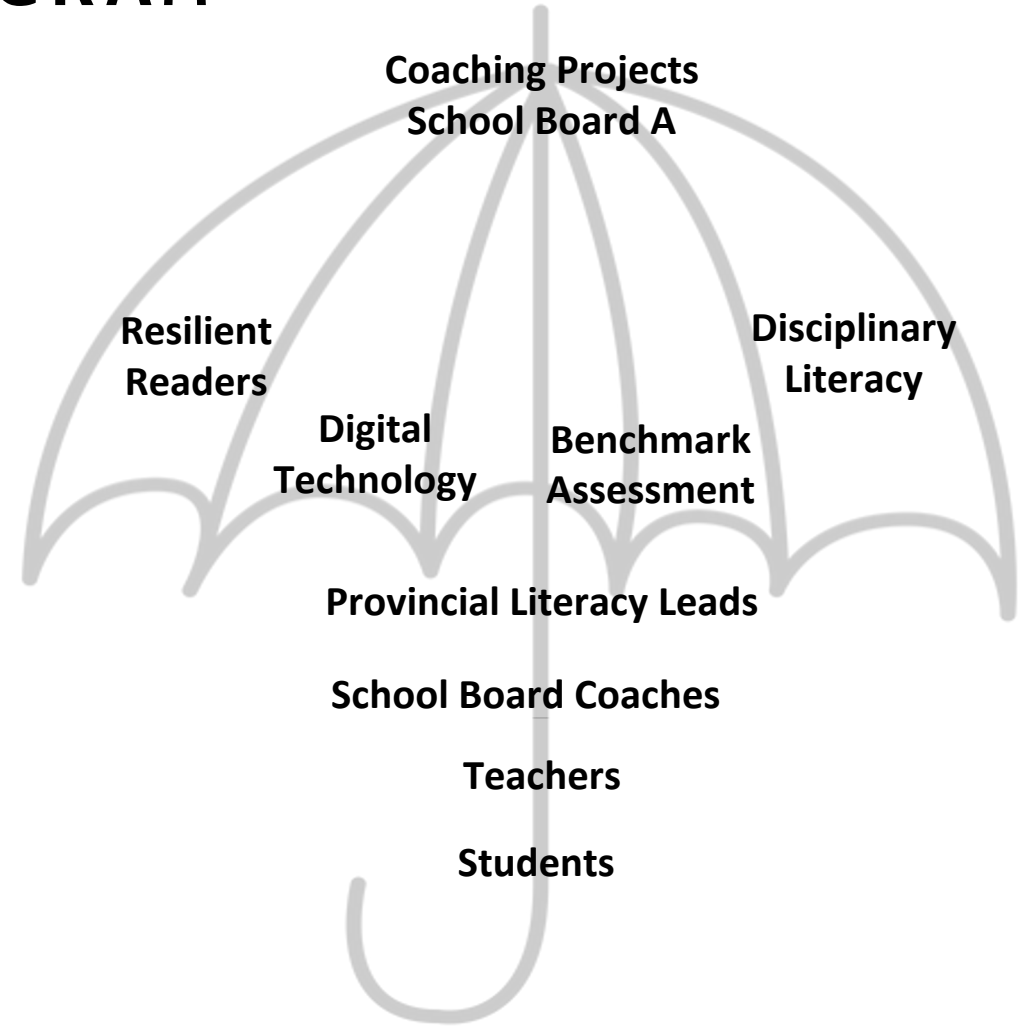 Coaching Projects
School Board A
Resilient
Readers
Disciplinary
Literacy
Digital
Technology
Benchmark
Assessment
Provincial Literacy Leads
School Board Coaches
Teachers
Students